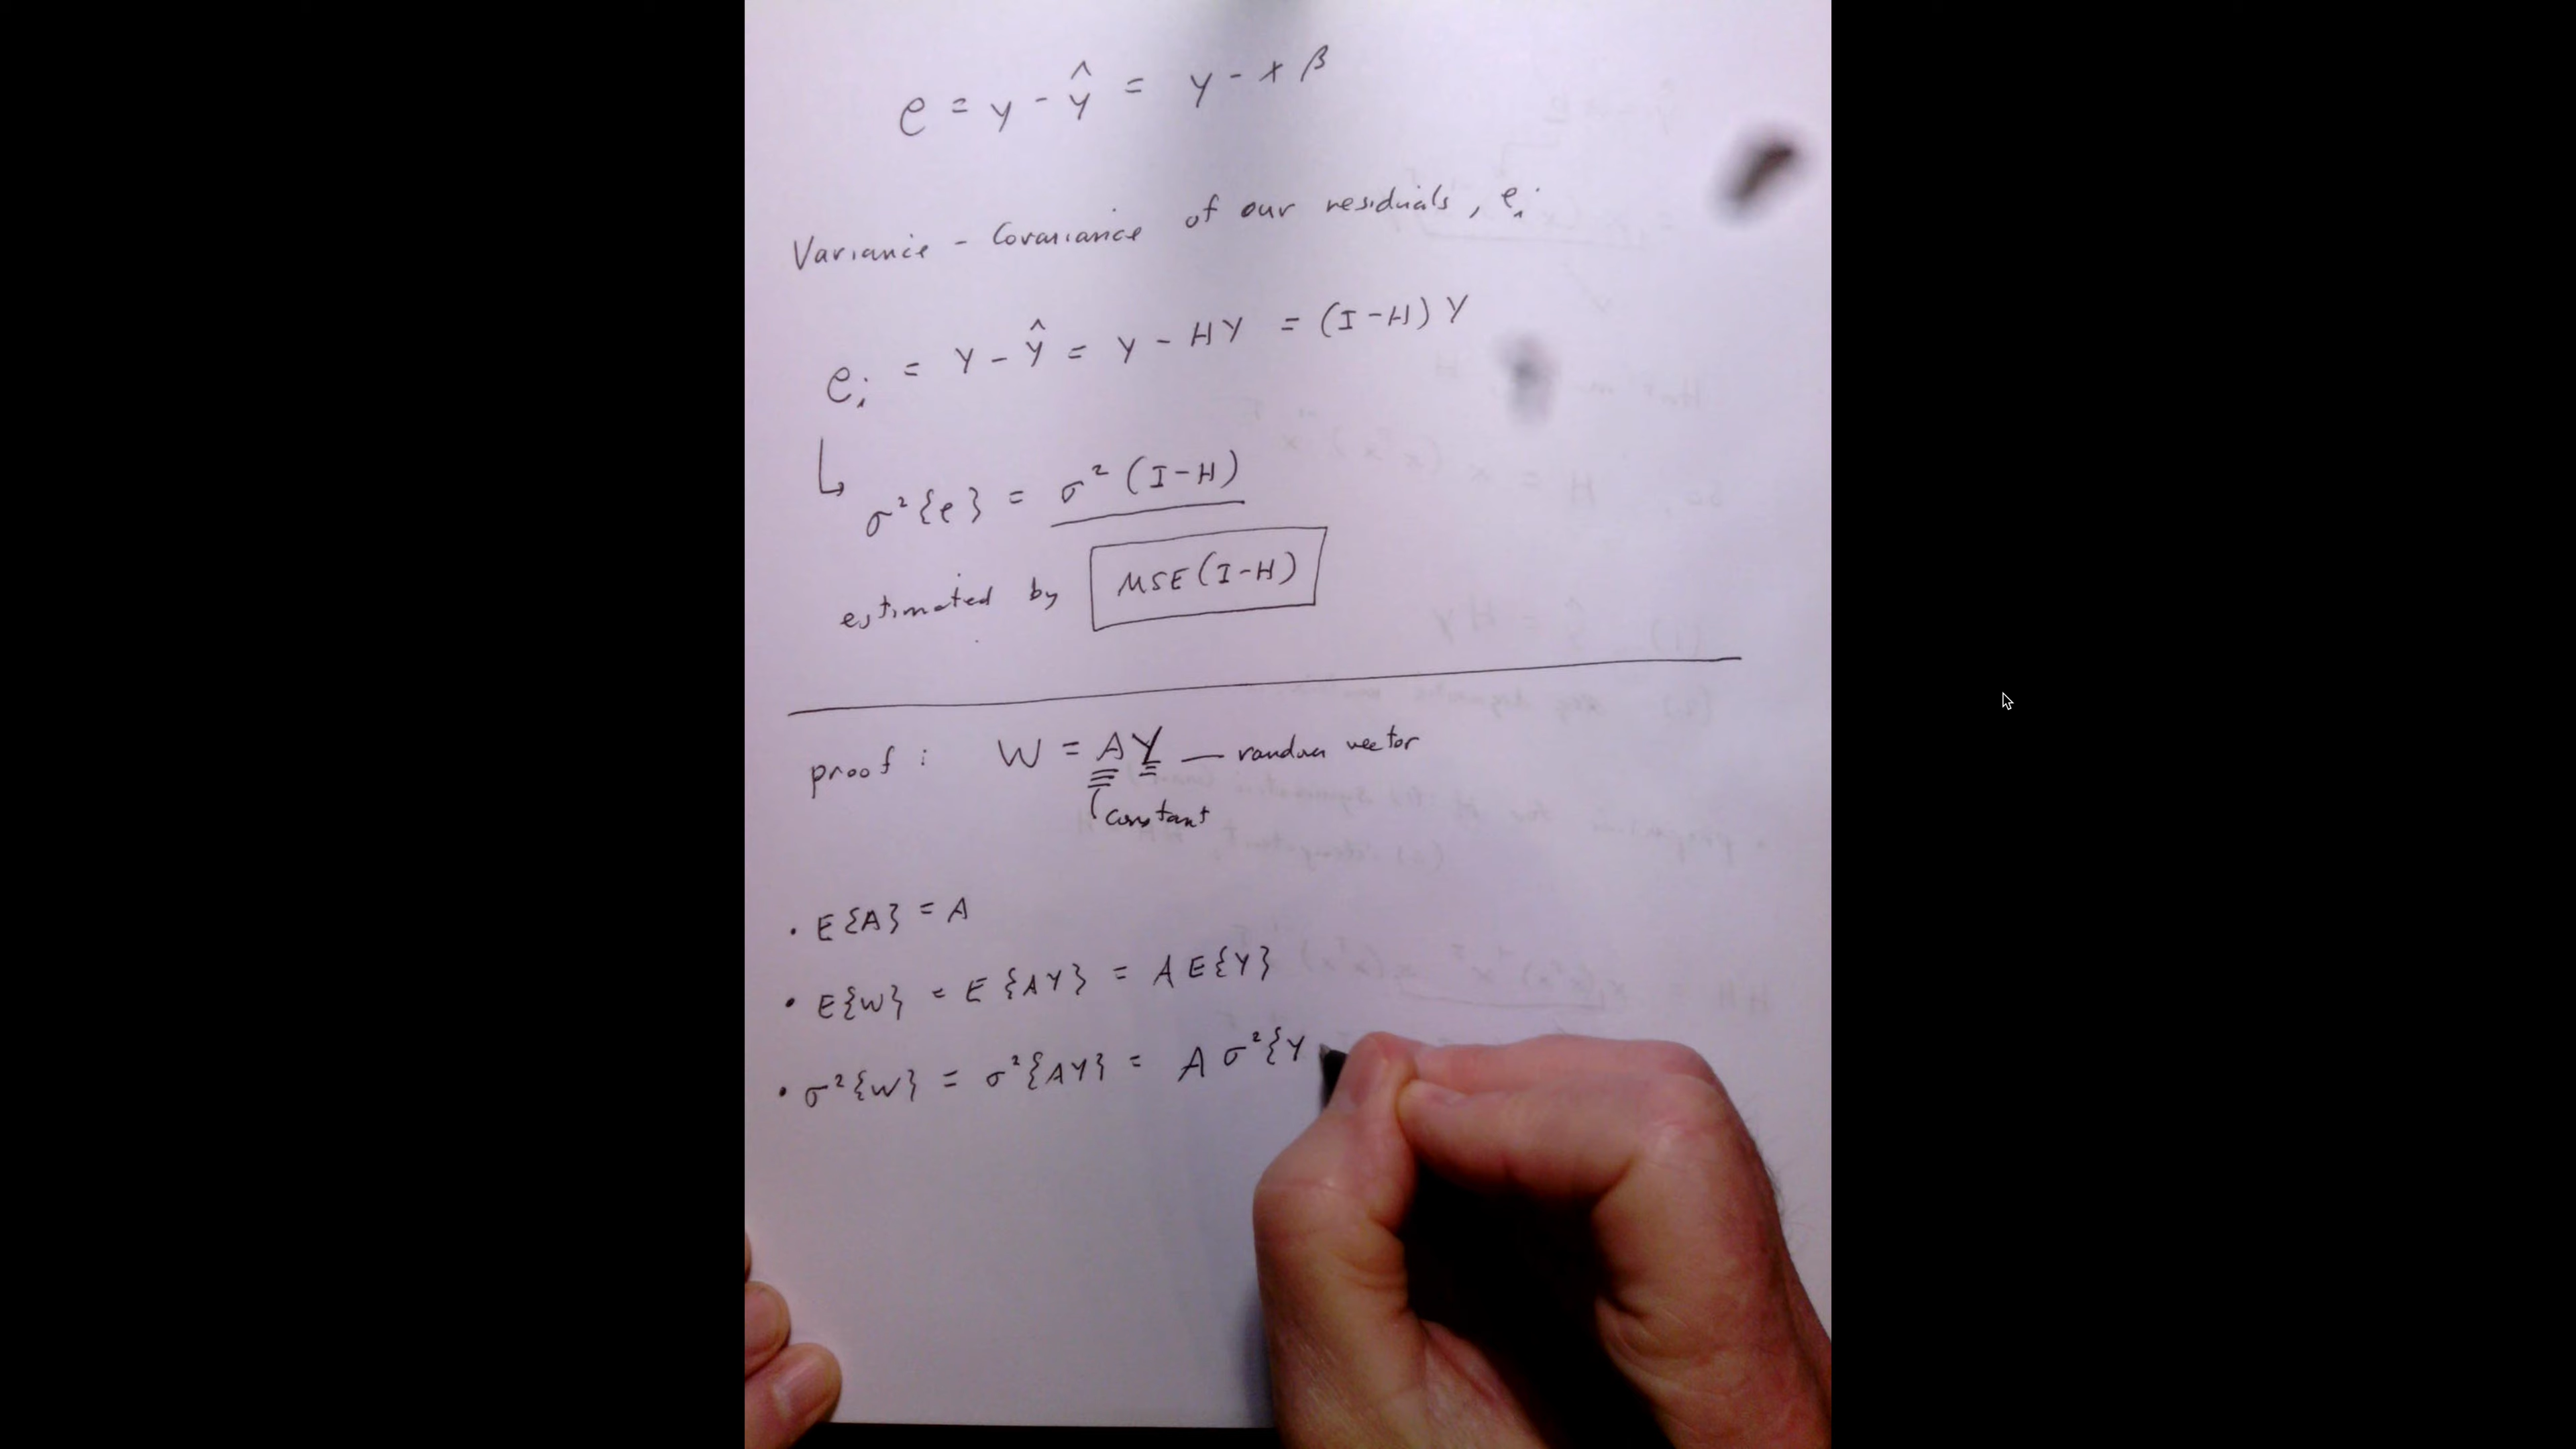 e = y - ŷ = y - xβ
Variance - Covariance of our residuals, eᵢ
eᵢ = Y - Ŷ = Y - HY = (I-H)Y
σ²{e} = σ²(I-H)
estimated by MSE(I-H)
proof: W = AY — random vector
constant
• E{A} = A
• E{W} = E{AY} = A E{Y}
• σ²{W} = σ²{AY} = A σ²{Y